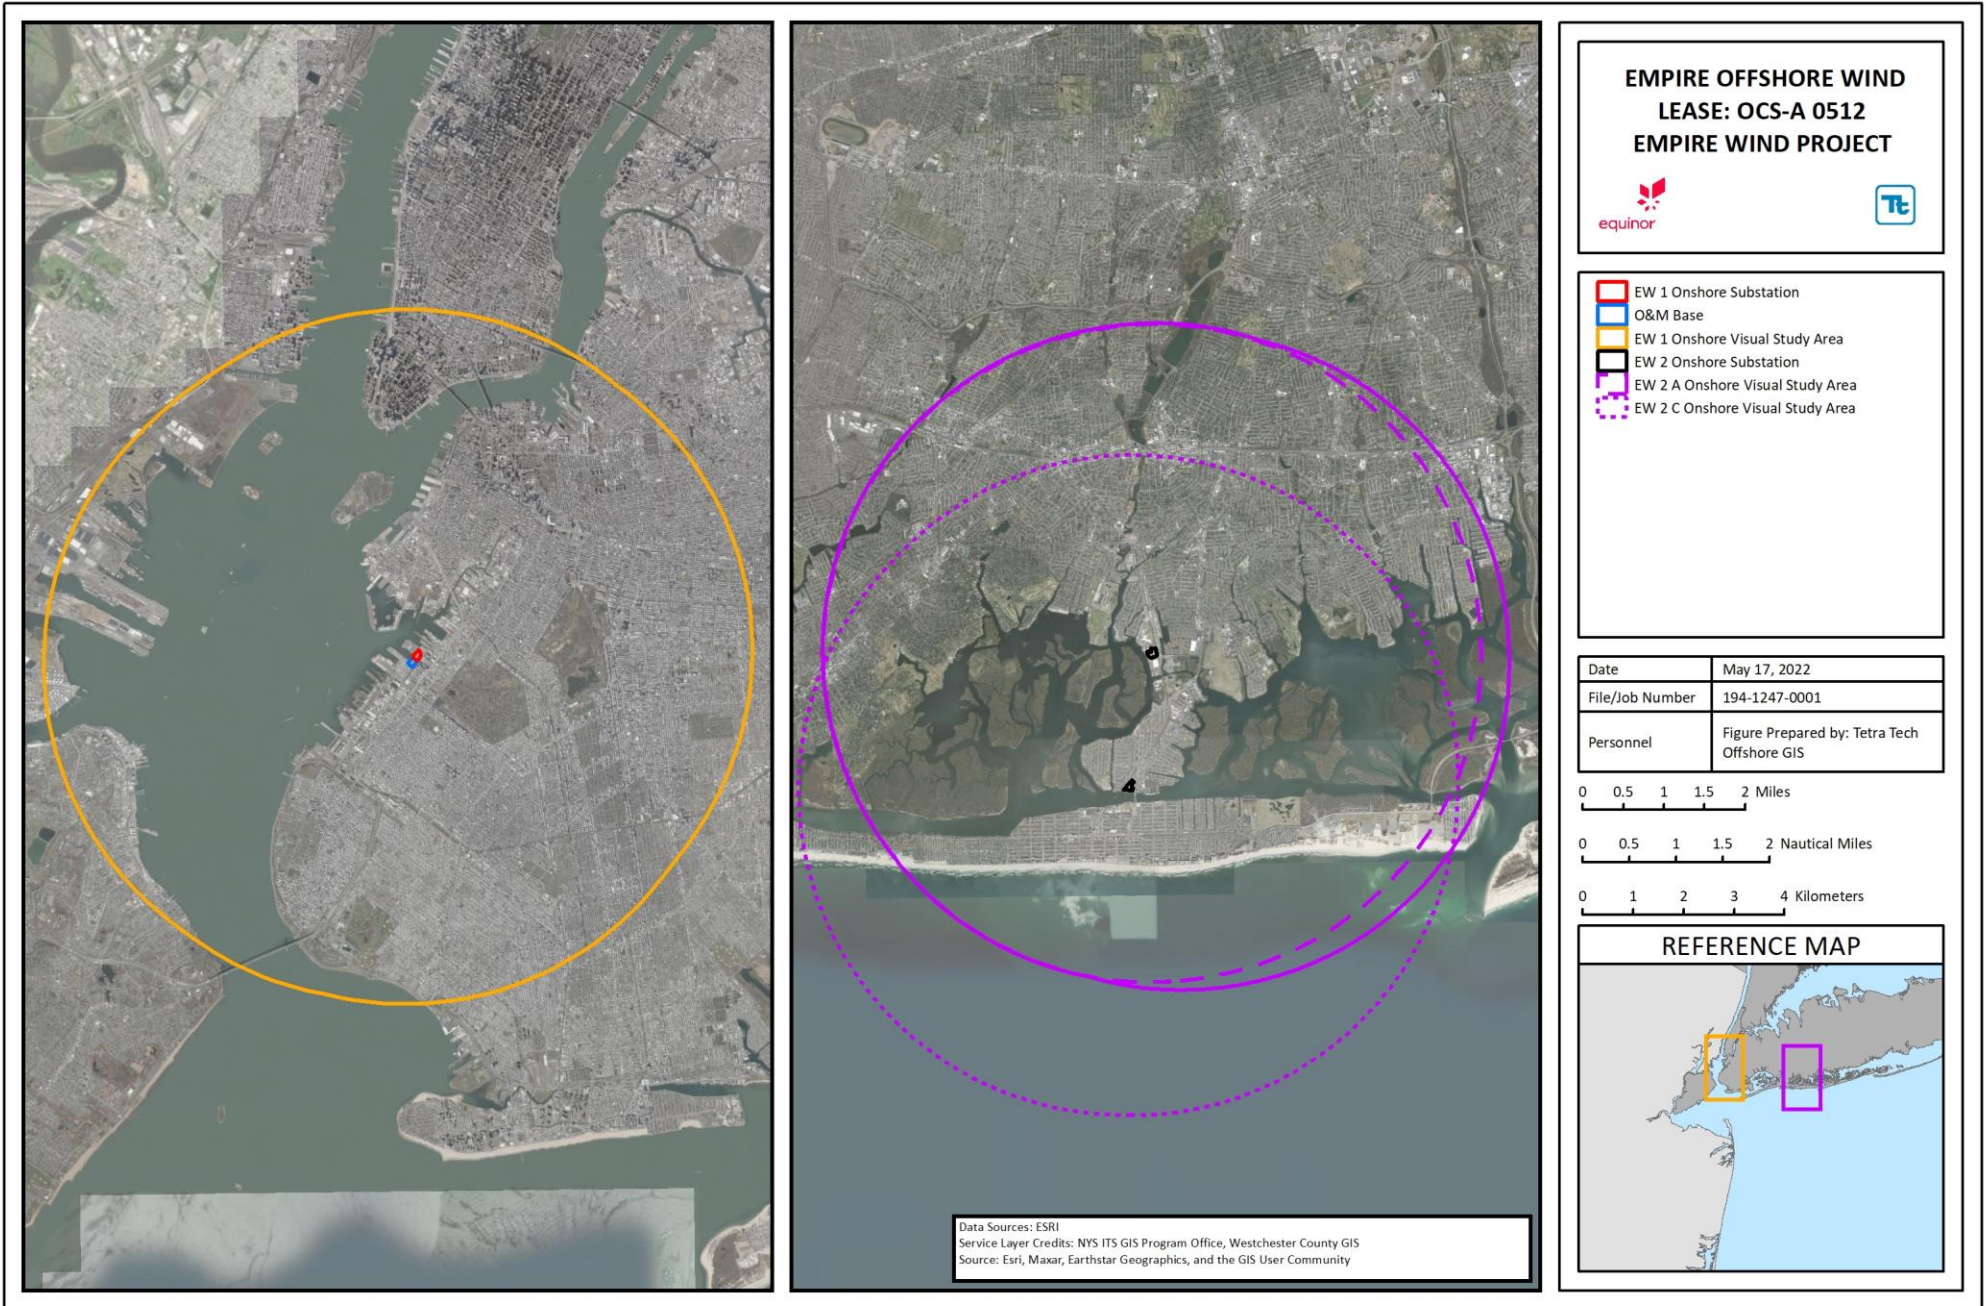 EMPIRE OFFSHORE WIND
LEASE: OCS-A 0512
EMPIRE WIND PROJECT
equinor
Tt
EW 1 Onshore Substation
O&M Base
EW 1 Onshore Visual Study Area
EW 2 Onshore Substation
EW 2 A Onshore Visual Study Area
EW 2 C Onshore Visual Study Area
Date May 17, 2022
File/Job Number 194-1247-0001
Personnel Figure Prepared by: Tetra Tech
Offshore GIS
0 0.5 1 1.5 2 Miles
0 0.5 1 1.5 2 Nautical Miles
0 1 2 3 4 Kilometers
REFERENCE MAP
Data Sources: ESRI
Service Layer Credits: NYS ITS GIS Program Office, Westchester County GIS
Source: Esri, Maxar, Earthstar Geographics, and the GIS User Community